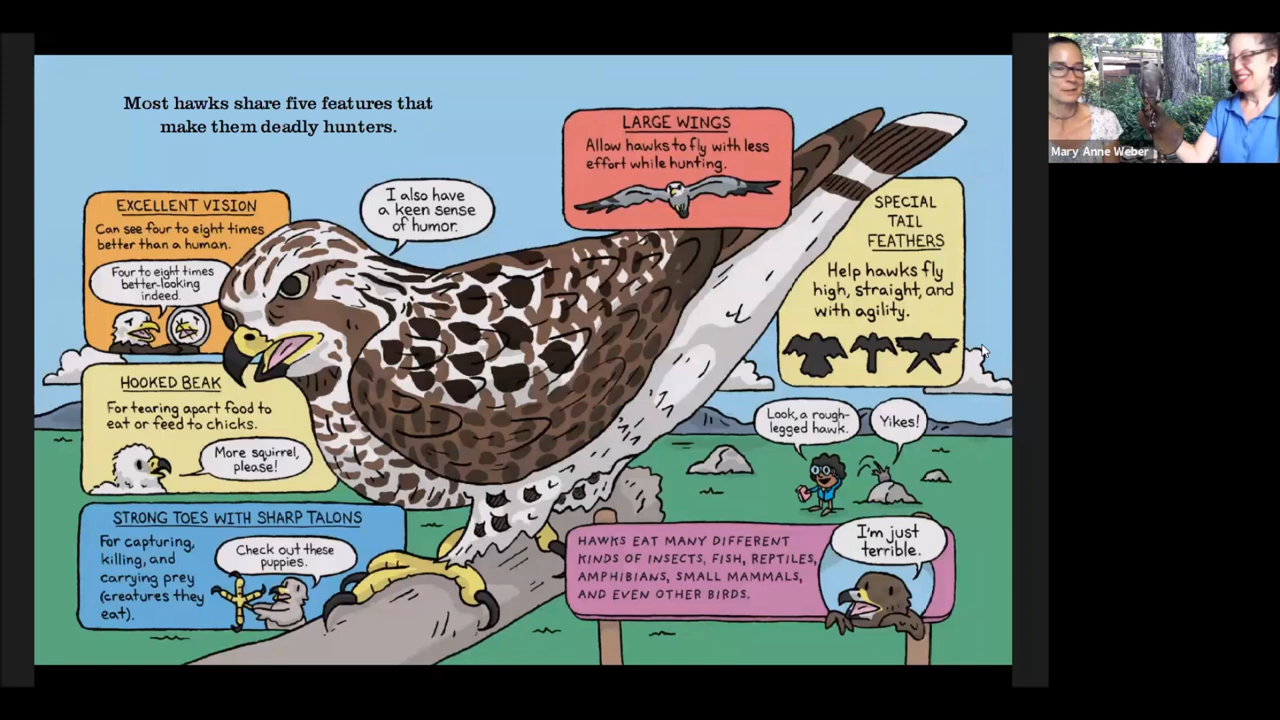 Most hawks share five features that
make them deadly hunters.
EXCELLENT VISION
Can see four to eight times
better than a human.
Four to eight times
better-looking
indeed.
I also have
a keen sense
of humor.
LARGE WINGS
Allow hawks to fly with less
effort while hunting.
SPECIAL
TAIL
FEATHERS
Help hawks fly
high, straight, and
with agility.
HOOKED BEAK
For tearing apart food to
eat or feed to chicks.
More squirrel,
please!
STRONG TOES WITH SHARP TALONS
For capturing,
killing, and
carrying prey
(creatures they
eat).
Check out these
puppies.
Look, a rough-
legged hawk.
Yikes!
HAWKS EAT MANY DIFFERENT
KINDS OF INSECTS, FISH, REPTILES,
AMPHIBIANS, SMALL MAMMALS,
AND EVEN OTHER BIRDS.
I'm just
terrible.
Mary Anne Weber